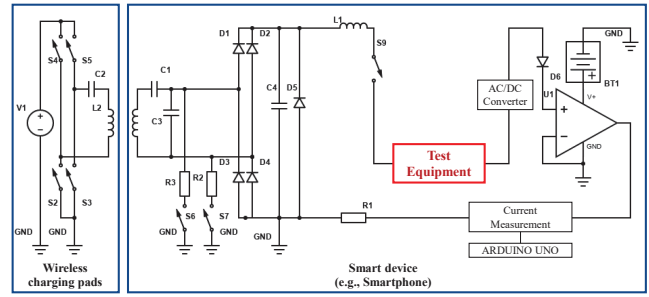 V1
+
−
S4
S5
C2
L2
S2
S3
GND
GND
Wireless
charging pads
C1
C3
D1
D2
D3
D4
R3
R2
S6
S7
GND
GND
GND
C4
D5
L1
S9
Test
Equipment
R1
AC/DC
Converter
D6
U1
+
−
V+
GND
BT1
+
GND
Current
Measurement
ARDUINO UNO
Smart device
(e.g., Smartphone)